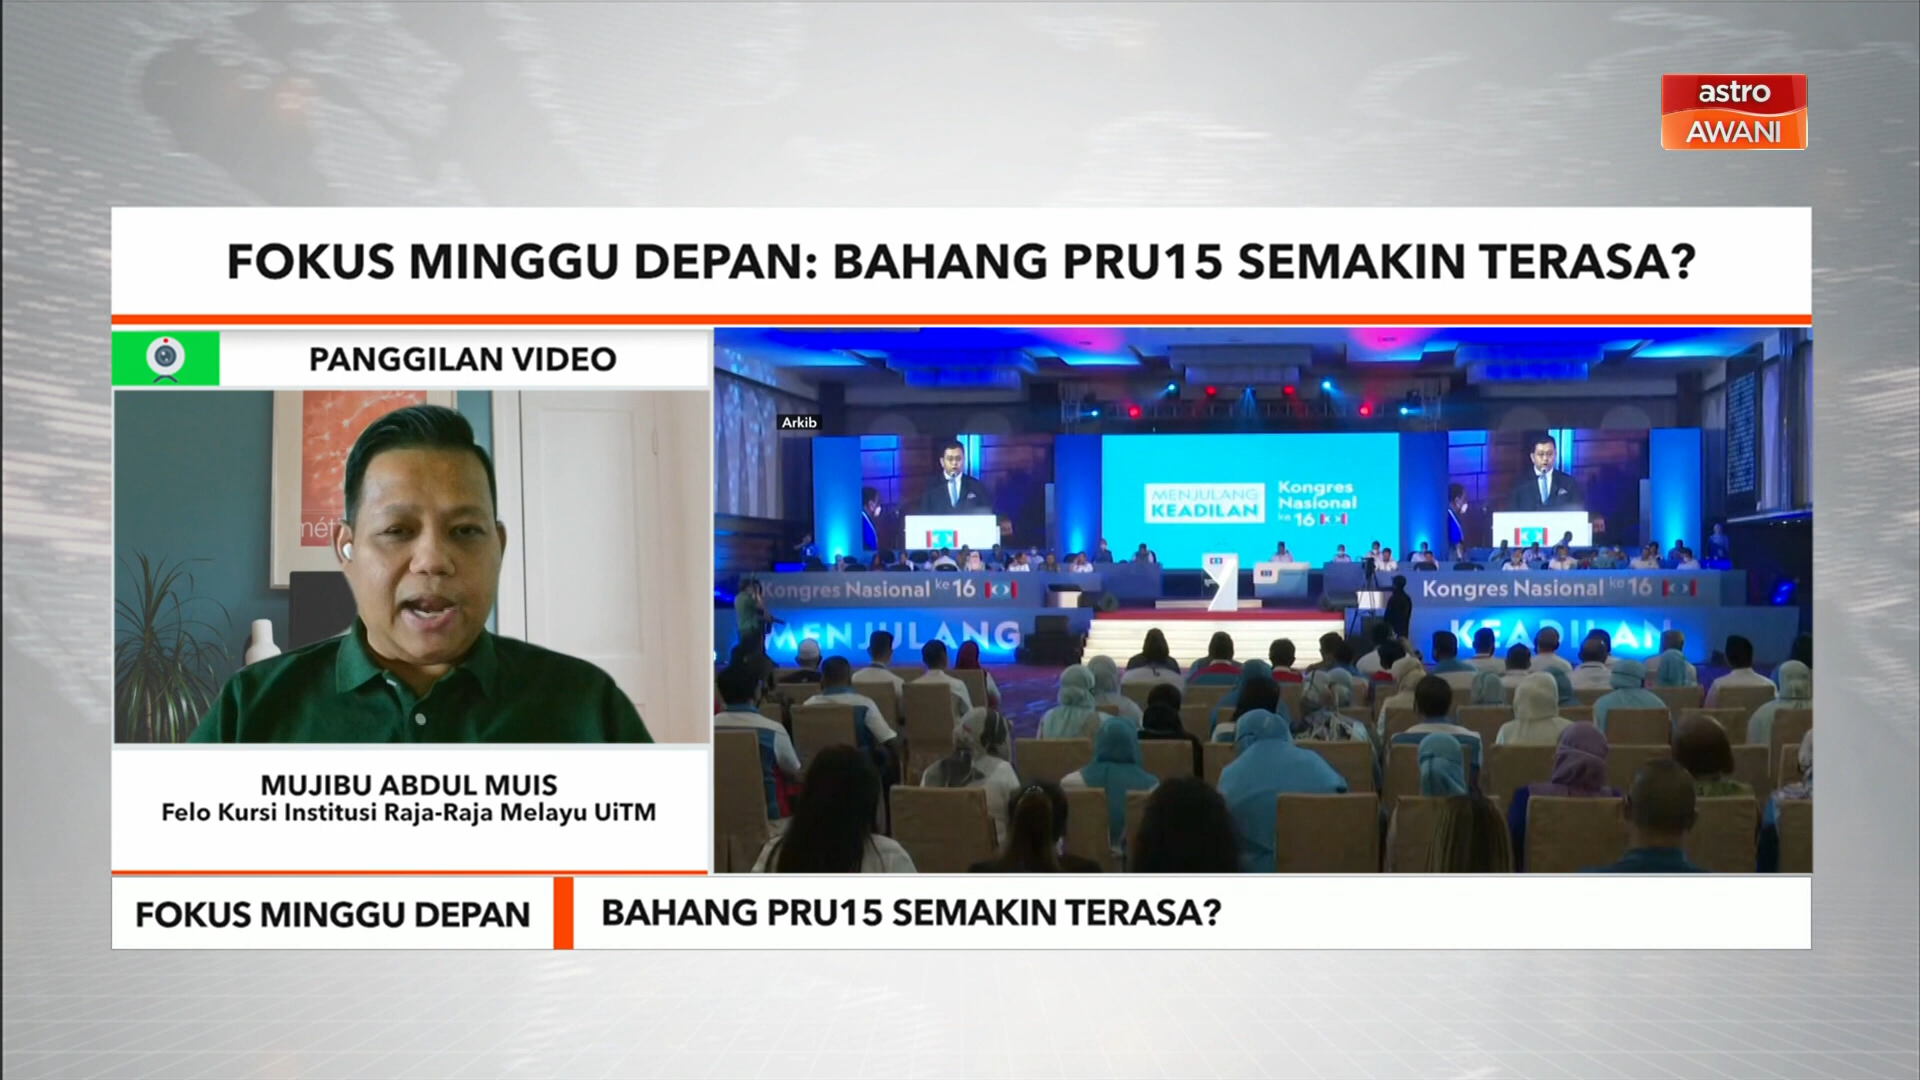 astro
AWANI
FOKUS MINGGU DEPAN: BAHANG PRU15 SEMAKIN TERASA?
PANGGILAN VIDEO
mét
Arkib
MENJULANG
KEADILAN
Kongres
Nasional
ke 16
Kongres Nasional ke 16
Kongres Nasional ke 16
MENJULANG
KEADILAN
MUJIBU ABDUL MUIS
Felo Kursi Institusi Raja-Raja Melayu UiTM
FOKUS MINGGU DEPAN
BAHANG PRU15 SEMAKIN TERASA?